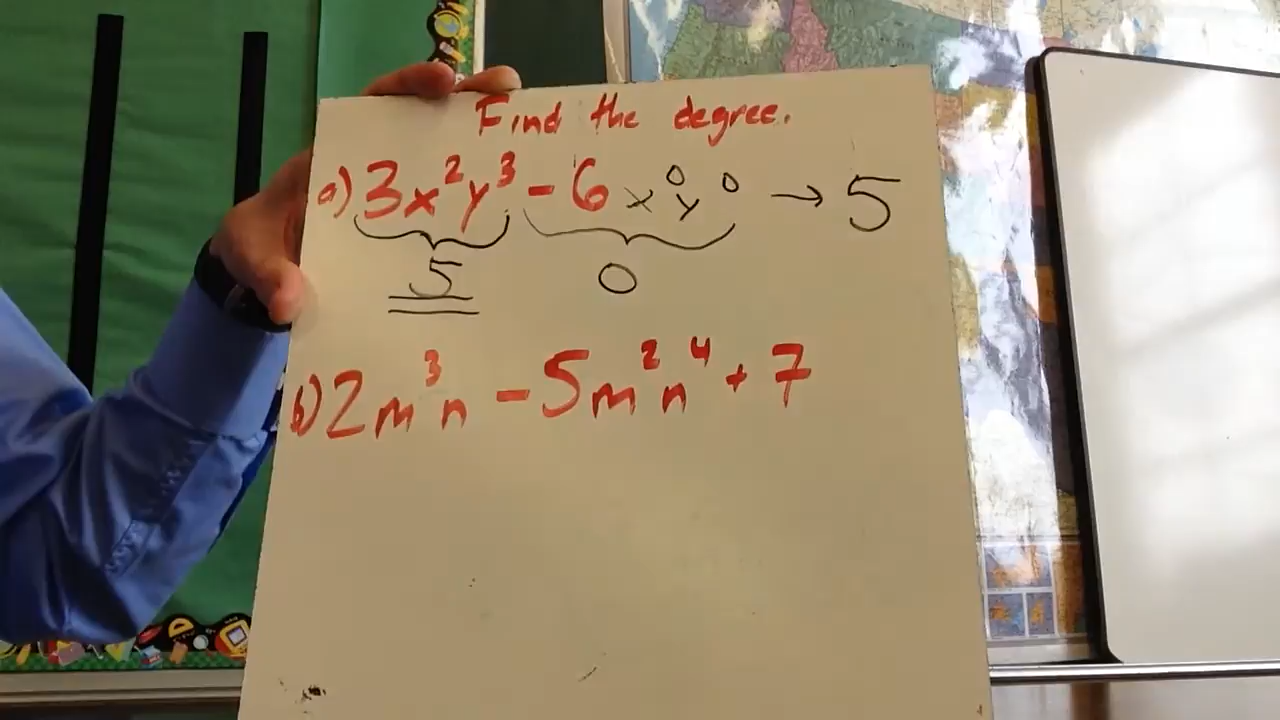 Find the degree.
a) 3x²y³ - 6x⁰y⁰ → 5
5 0
b) 2m³n - 5m²n⁴ + 7